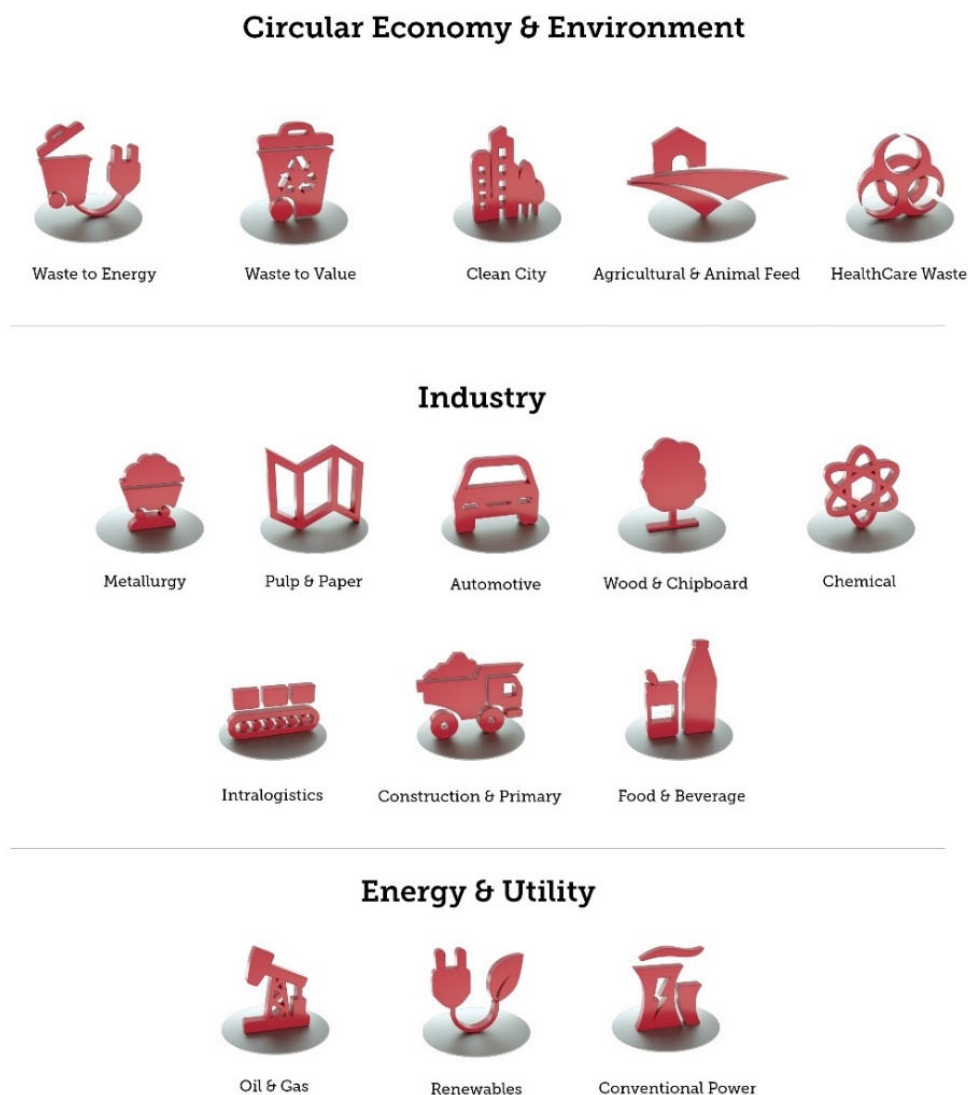 Circular Economy & Environment
Waste to Energy
Waste to Value
Clean City
Agricultural & Animal Feed
HealthCare Waste
Industry
Metallurgy
Pulp & Paper
Automotive
Wood & Chipboard
Chemical
Intralogistics
Construction & Primary
Food & Beverage
Energy & Utility
Oil & Gas
Renewables
Conventional Power